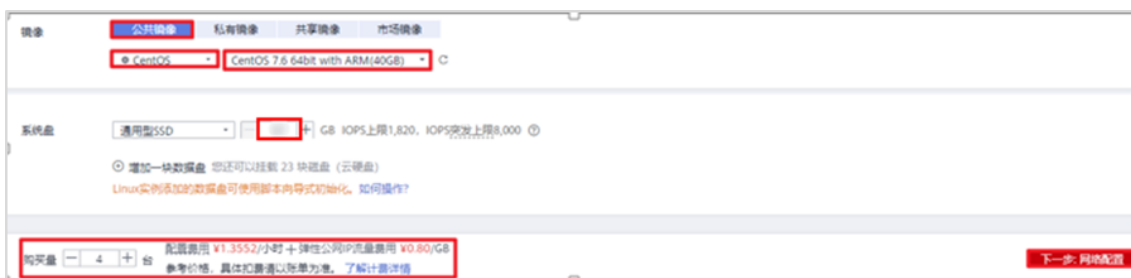 镜像 公共镜像 私有镜像 共享镜像 市场镜像
CentOS CentOS 7.6 64bit with ARM(40GB)
系统盘 通用型SSD GB IOPS上限1,820，IOPS突发上限8,000
增加一块数据盘 您还可以挂载 23 块磁盘（云硬盘）
Linux实例添加的数据盘可使用脚本向导式初始化。如何操作?
配置费用 ¥1.3552/小时 + 弹性公网IP流量费用 ¥0.80/GB
购买量 4 台
参考价格，具体扣费请以账单为准。 了解计费详情
下一步: 网络配置